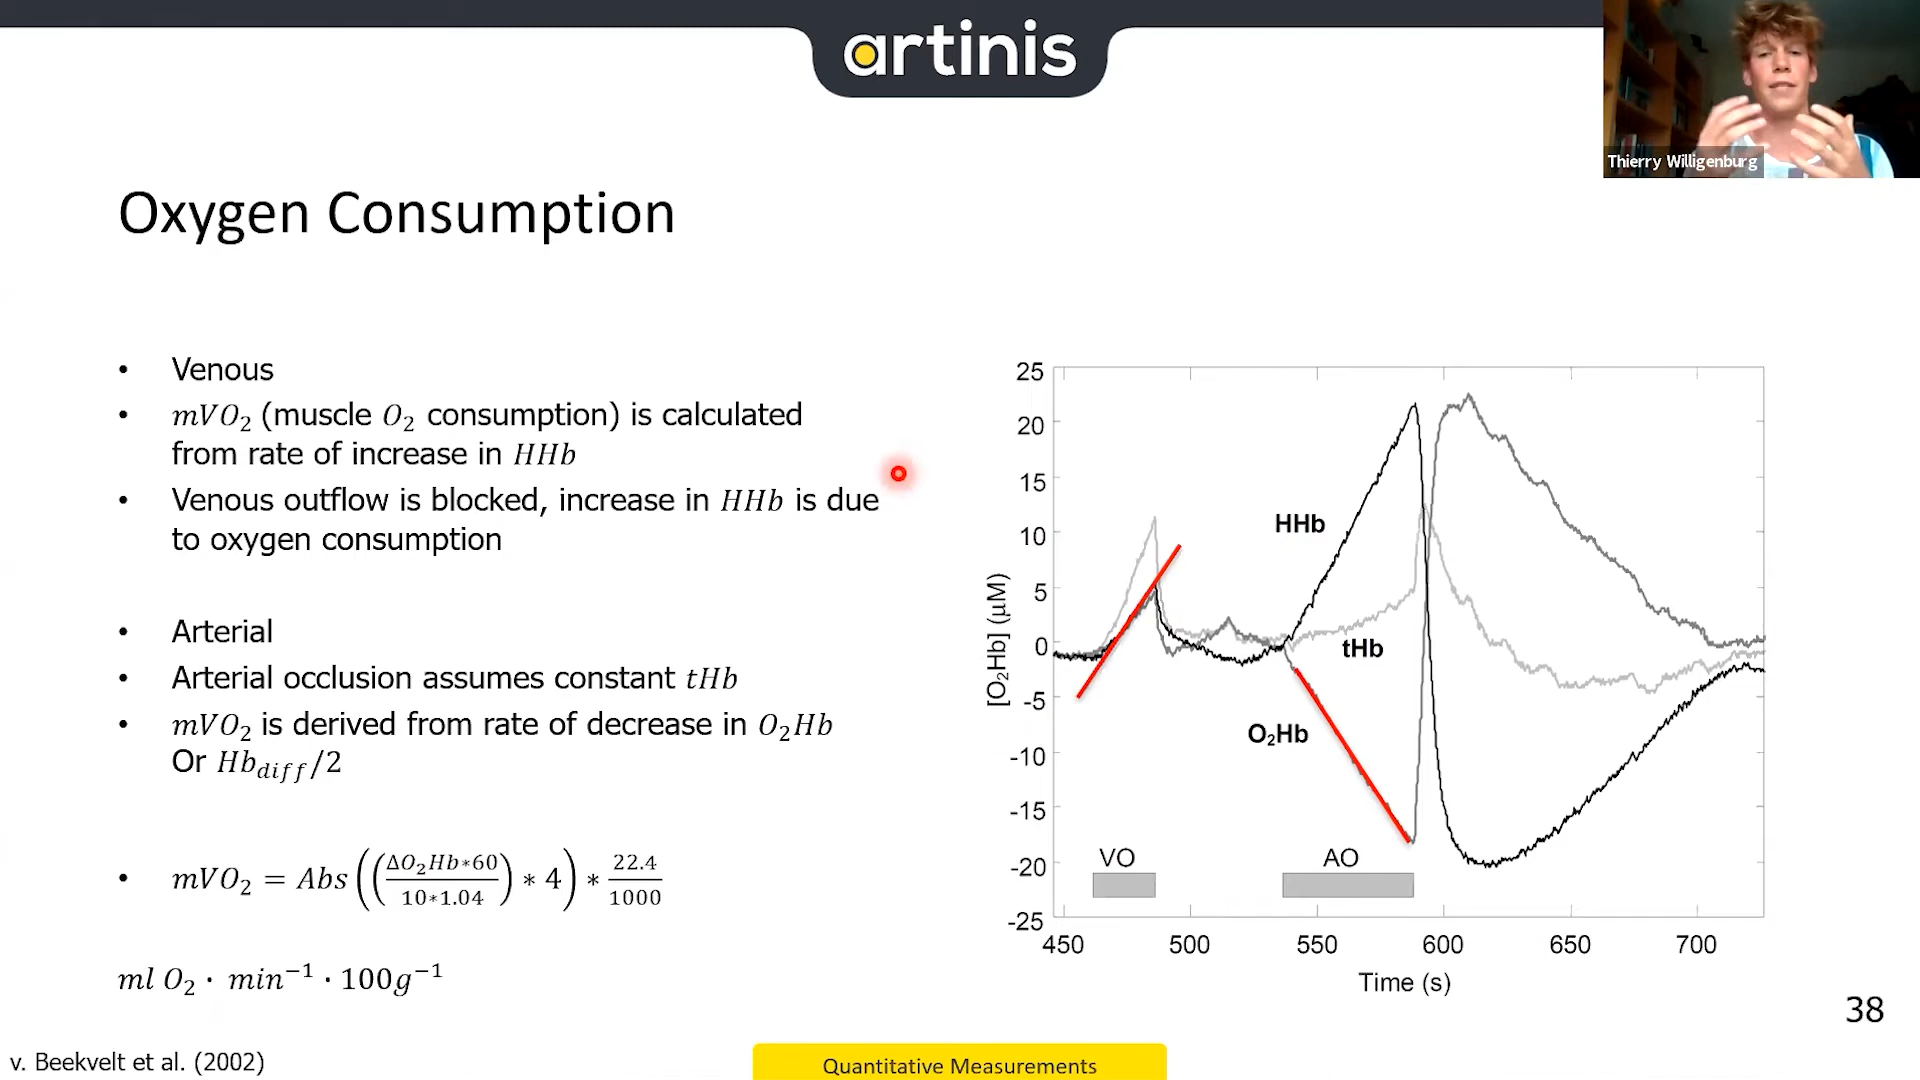 artinis
Thierry Willigenburg
Oxygen Consumption
• Venous
• mVO₂ (muscle O₂ consumption) is calculated
from rate of increase in HHb
• Venous outflow is blocked, increase in HHb is due
to oxygen consumption
• Arterial
• Arterial occlusion assumes constant tHb
• mVO₂ is derived from rate of decrease in O₂Hb
Or Hb_diff/2
• mVO₂ = Abs((ΔO₂Hb∗60/10∗1.04) ∗ 4) ∗ 22.4/1000
ml O₂ · min⁻¹ · 100g⁻¹
v. Beekvelt et al. (2002)
[O₂Hb] (μM)
25
20
15
10
5
0
-5
-10
-15
-20
-25
HHb
tHb
O₂Hb
VO
AO
450 500 550 600 650 700
Time (s)
38
Quantitative Measurements